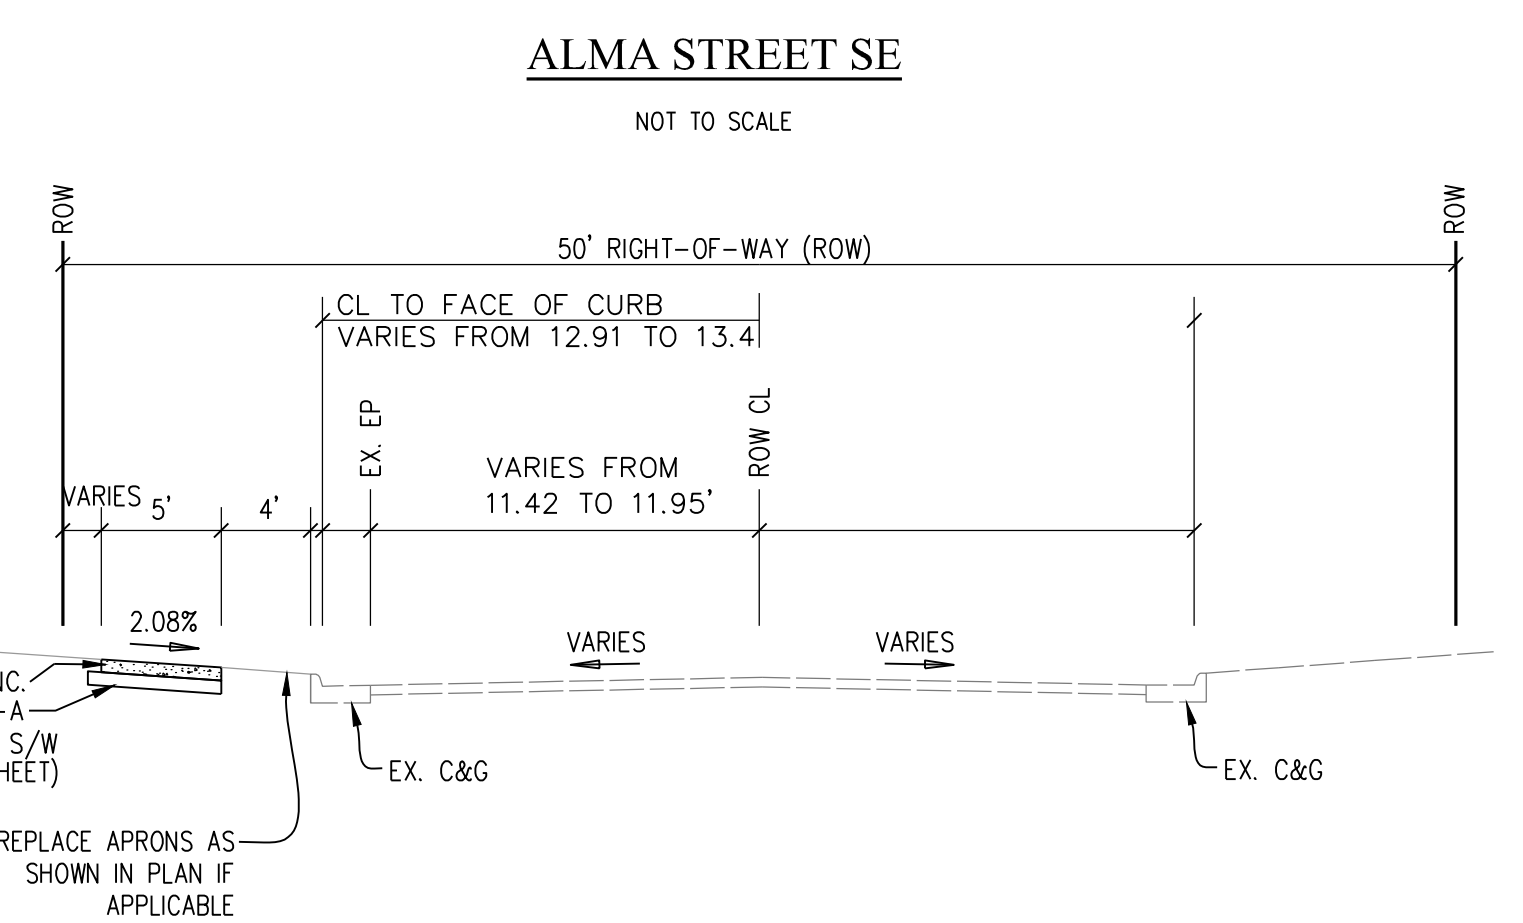 ALMA STREET SE
NOT TO SCALE
ROW
ROW
50' RIGHT-OF-WAY (ROW)
CL TO FACE OF CURB
VARIES FROM 12.91 TO 13.4
EX. EP
ROW CL
VARIES FROM
11.42 TO 11.95'
VARIES
5'
4'
2.08%
VARIES
VARIES
NC.
-A
S/W
HEET)
EX. C&G
EX. C&G
REPLACE APRONS AS
SHOWN IN PLAN IF
APPLICABLE